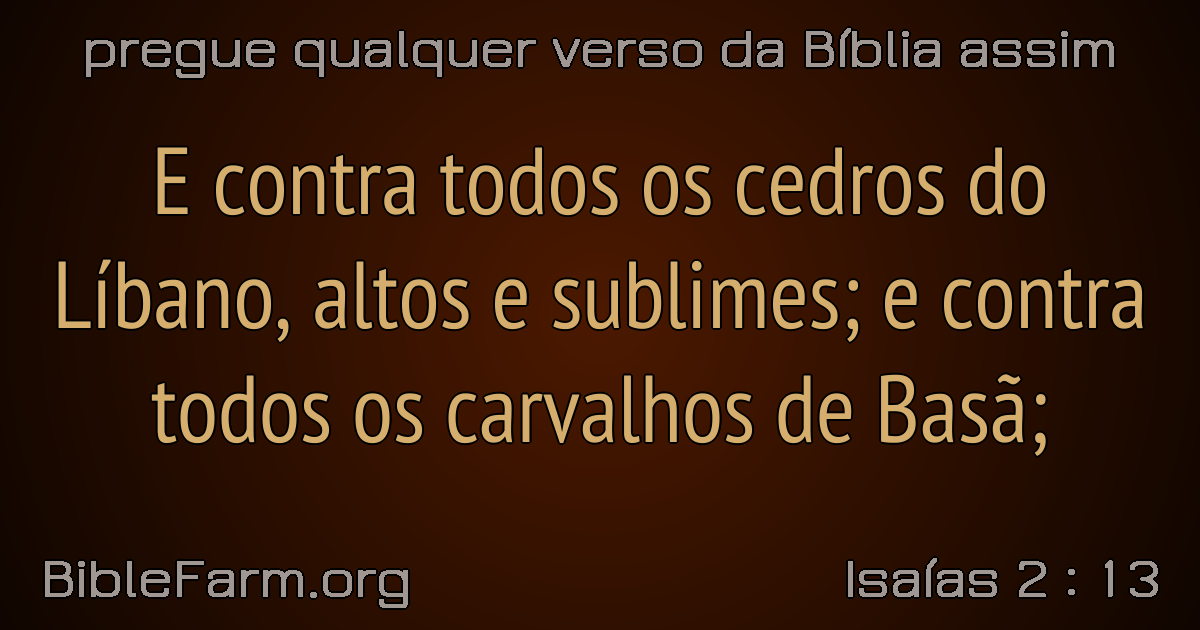 pregue qualquer verso da Bíblia assim
E contra todos os cedros do
Líbano, altos e sublimes; e contra
todos os carvalhos de Basã;
BibleFarm.org
Isaías 2 : 13